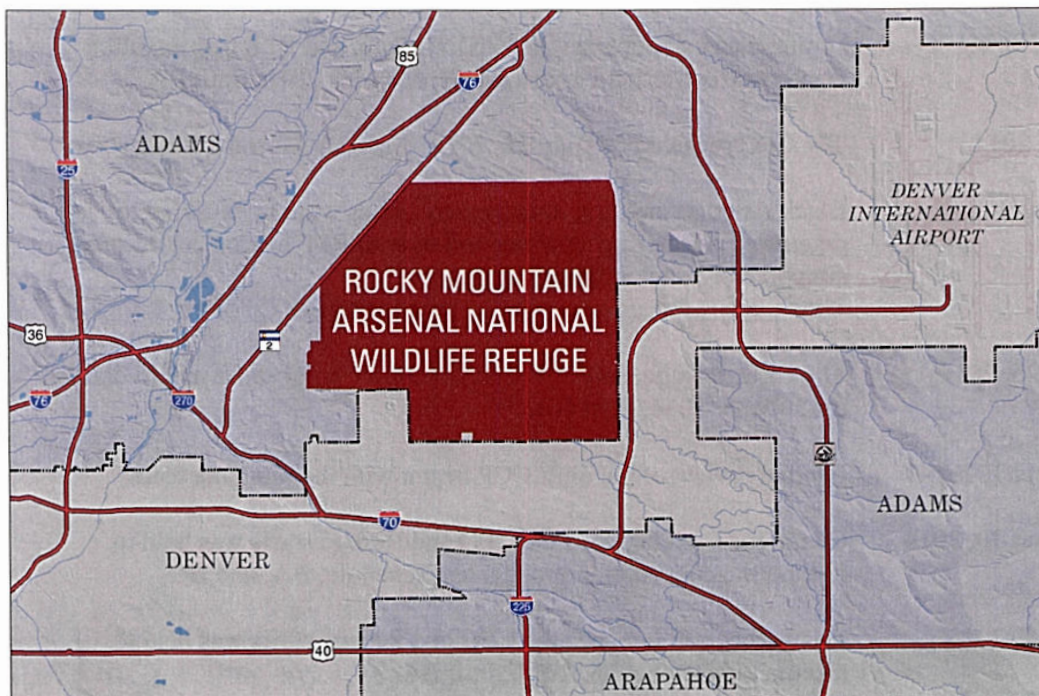 85
76
ADAMS
25
DENVER
INTERNATIONAL
AIRPORT
ROCKY MOUNTAIN
ARSENAL NATIONAL
WILDLIFE REFUGE
36
2
76
270
ADAMS
70
DENVER
225
40
ARAPAHOE